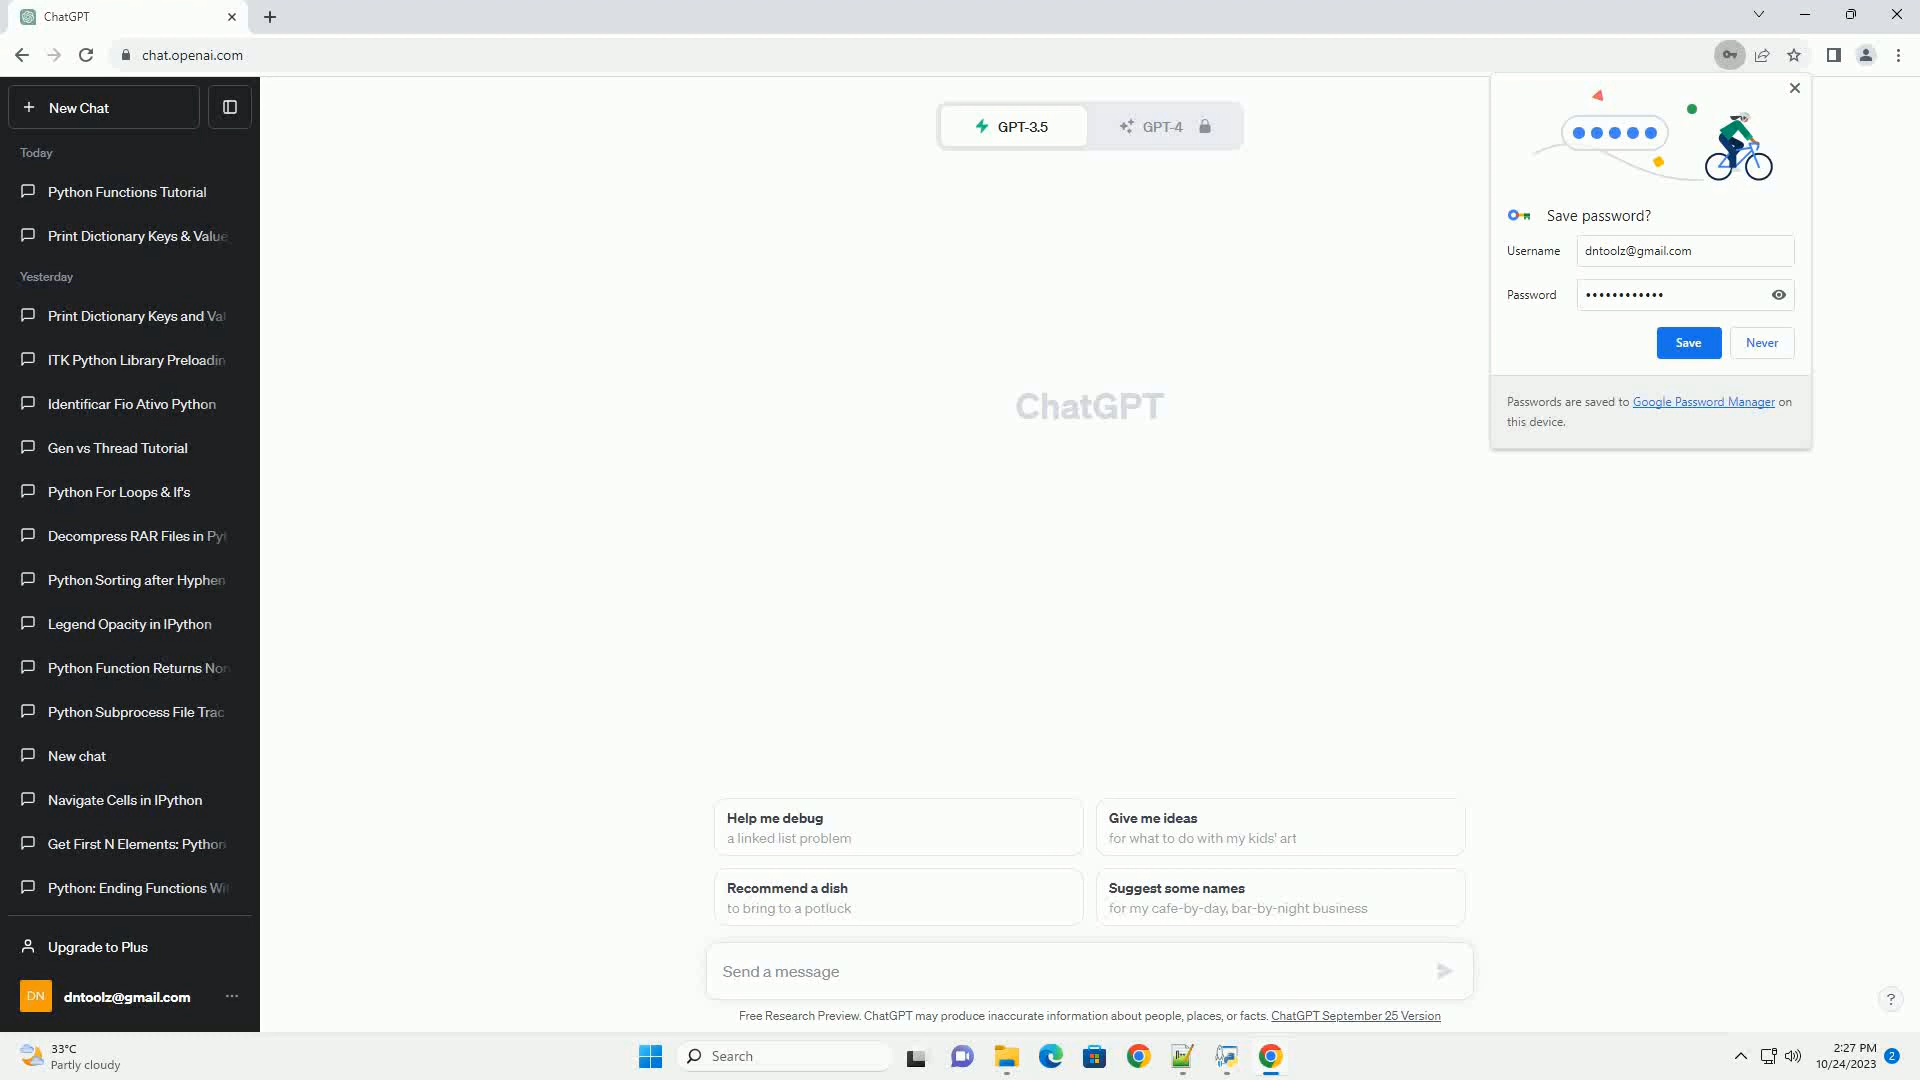 ChatGPT
chat.openai.com
New Chat
Today
Python Functions Tutorial
Print Dictionary Keys & Value
Yesterday
Print Dictionary Keys and Val
ITK Python Library Preloadin
Identificar Fio Ativo Python
Gen vs Thread Tutorial
Python For Loops & If's
Decompress RAR Files in Pyt
Python Sorting after Hyphen
Legend Opacity in IPython
Python Function Returns Non
Python Subprocess File Trac
New chat
Navigate Cells in IPython
Get First N Elements: Python
Python: Ending Functions Wit
Upgrade to Plus
DN
dntoolz@gmail.com
GPT-3.5
GPT-4
ChatGPT
Help me debug
a linked list problem
Give me ideas
for what to do with my kids' art
Recommend a dish
to bring to a potluck
Suggest some names
for my cafe-by-day, bar-by-night business
Send a message
Free Research Preview. ChatGPT may produce inaccurate information about people, places, or facts. ChatGPT September 25 Version
?
Save password?
Username
dntoolz@gmail.com
Password
••••••••••••
Save
Never
Passwords are saved to Google Password Manager on
this device.
33°C
Partly cloudy
Search
2:27 PM
10/24/2023
2